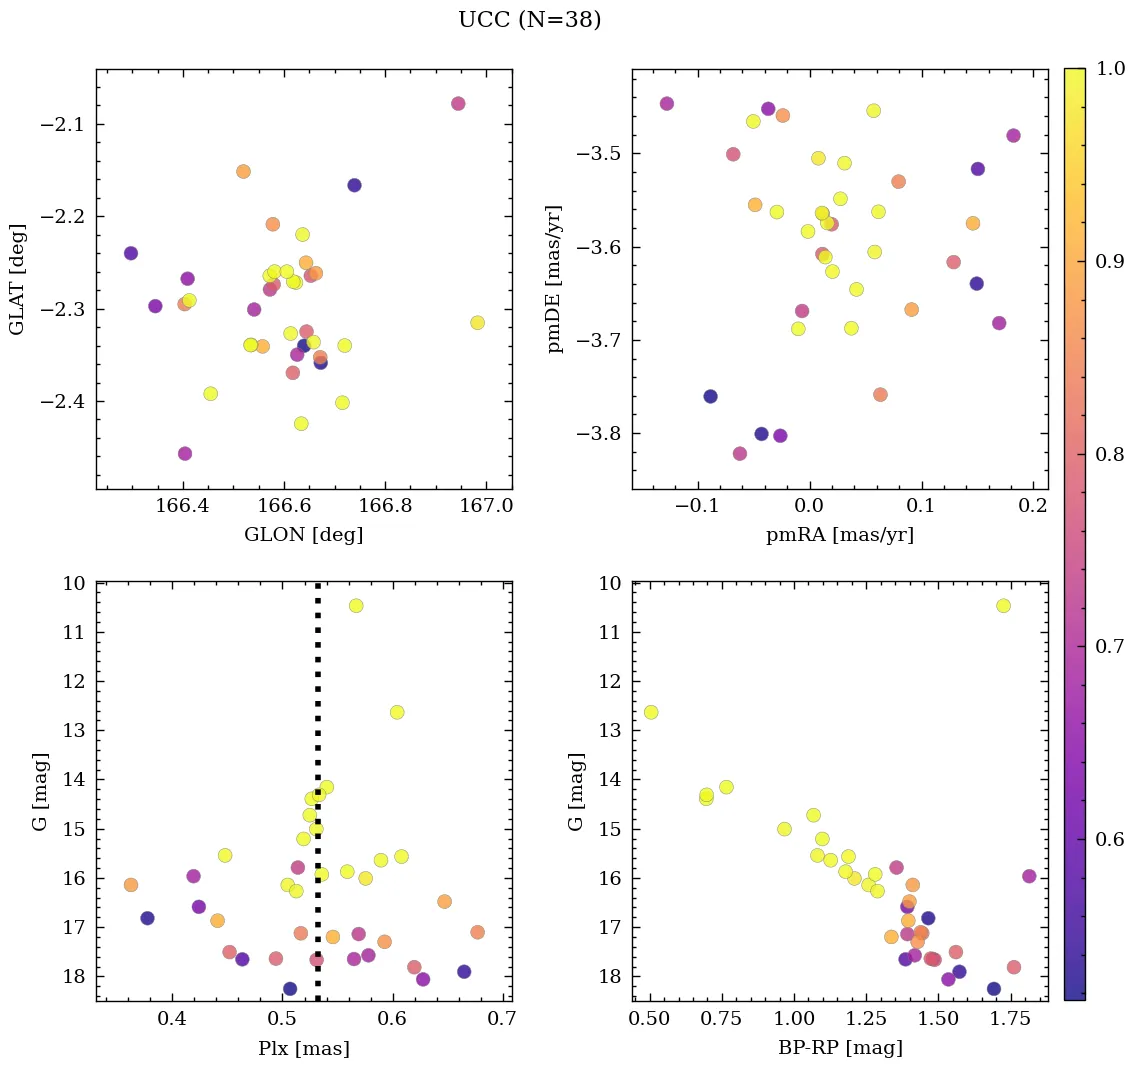 UCC (N=38)
−2.1
−2.2
−2.3
−2.4
GLAT [deg]
166.4 166.6 166.8 167.0
GLON [deg]
−3.5
−3.6
−3.7
−3.8
pmDE [mas/yr]
−0.1 0.0 0.1 0.2
pmRA [mas/yr]
1.0
0.9
0.8
0.7
0.6
10
11
12
13
14
15
16
17
18
G [mag]
0.4 0.5 0.6 0.7
Plx [mas]
10
11
12
13
14
15
16
17
18
G [mag]
0.50 0.75 1.00 1.25 1.50 1.75
BP-RP [mag]